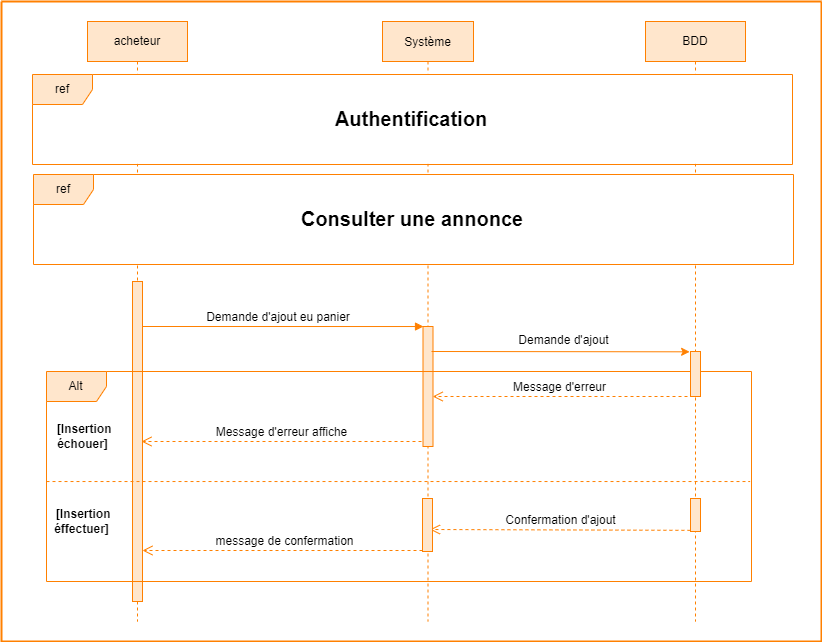 acheteur
Système
BDD
ref
Authentification
ref
Consulter une annonce
Demande d'ajout eu panier
Demande d'ajout
Alt
Message d'erreur
[Insertion
échouer]
Message d'erreur affiche
[Insertion
éffectuer]
Confermation d'ajout
message de confermation